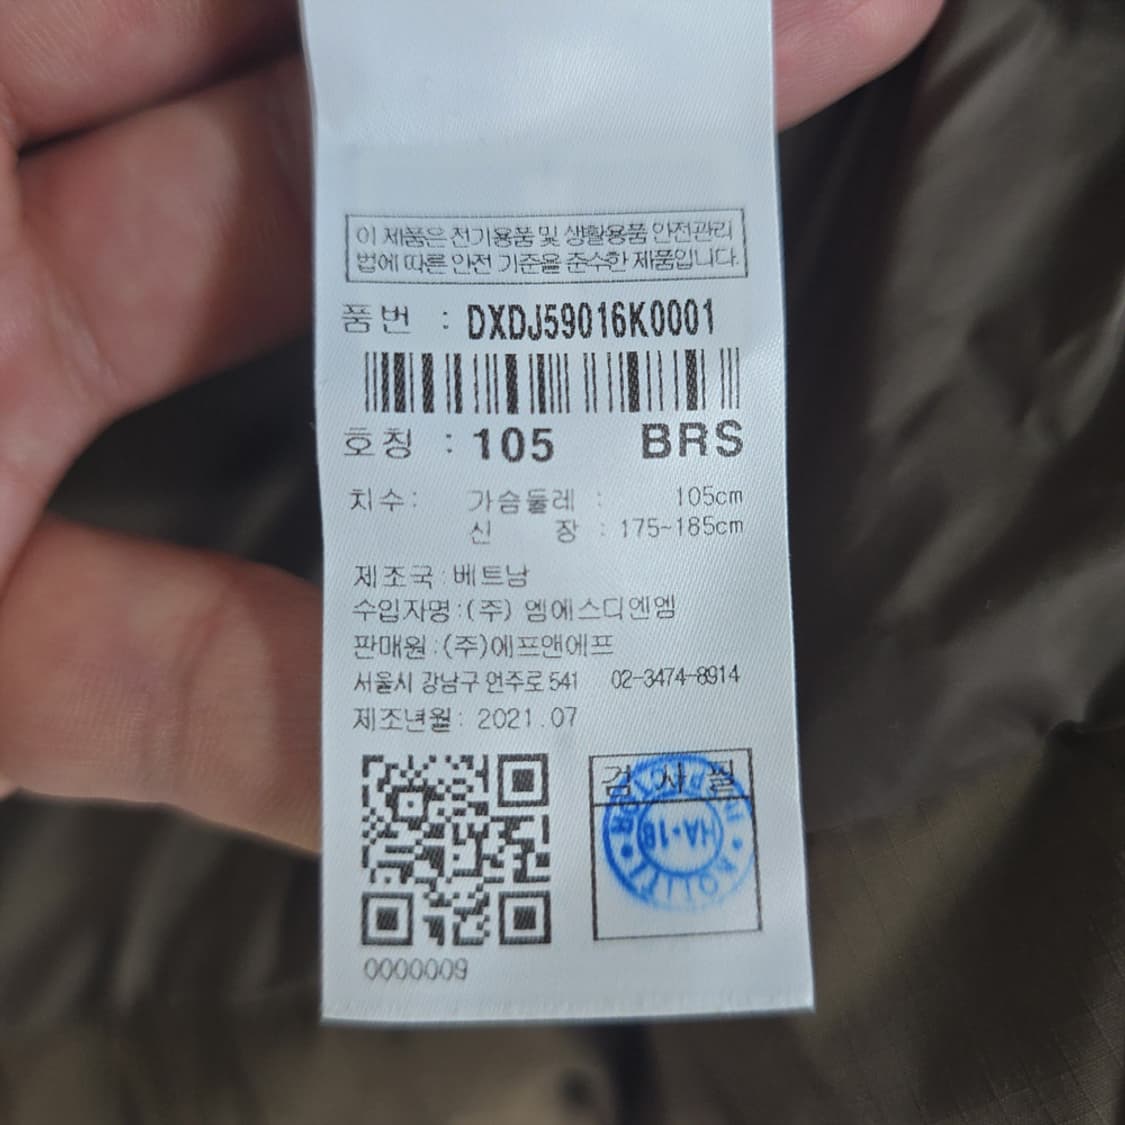 이 제품은 전기용품 및 생활용품 안전관리
법에 따른 안전 기준을 준수한 제품입니다.
품번 : DXDJ59016K0001
호칭 : 105 BRS
치수: 가슴둘레 : 105cm
신 장 : 175~185cm
제조국:베트남
수입자명:(주) 엠에스디엔엠
판매원:(주)에프앤에프
서울시 강남구 언주로 541 02-3474-8914
제조년월: 2021.07
검 사 필
HA-18
0000009